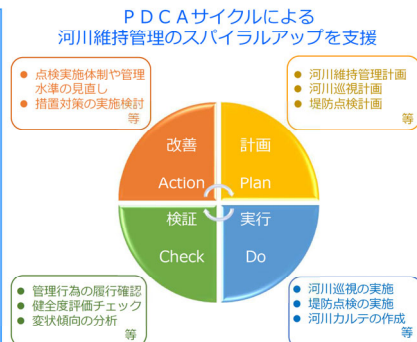 ＰＤＣＡサイクルによる
河川維持管理のスパイラルアップを支援
● 点検実施体制や管理
水準の見直し
● 措置対策の実施検討
等
● 河川維持管理計画
● 河川巡視計画
● 堤防点検計画
等
改善
Action
計画
Plan
検証
Check
実行
Do
● 管理行為の履行確認
● 健全度評価チェック
● 変状傾向の分析
等
● 河川巡視の実施
● 堤防点検の実施
● 河川カルテの作成
等